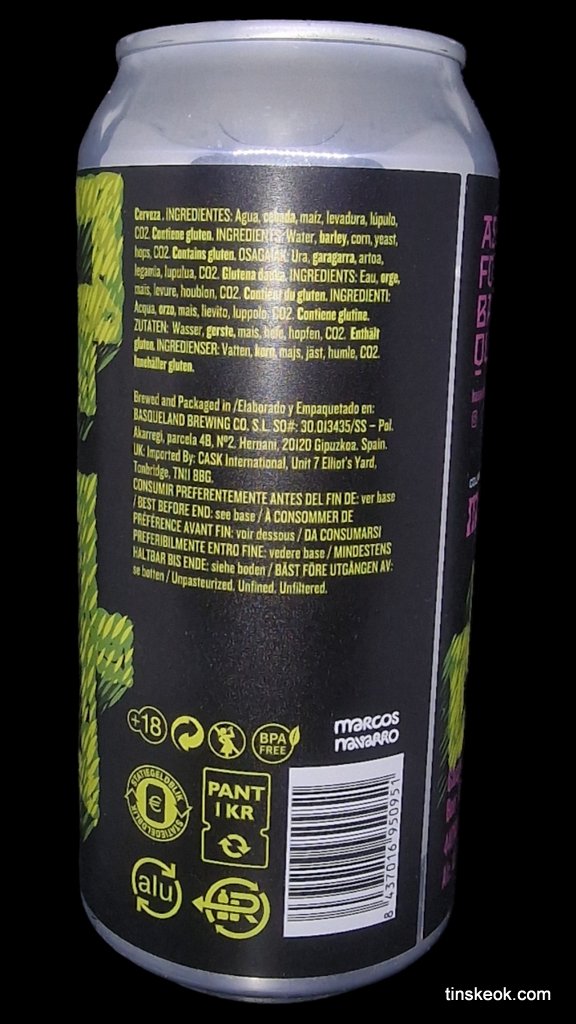 Cerveza. INGREDIENTES: Agua, cebada, maíz, levadura, lúpulo,
CO2. Contiene gluten. INGREDIENTS: Water, barley, corn, yeast,
hops, CO2. Contains gluten. OSAGAIAK: Ura, garagarra, artoa,
legamia, lupulua, CO2. Glutena dauka. INGREDIENTS: Eau, orge,
maïs, levure, houblon, CO2. Contient du gluten. INGREDIENTI:
Acqua, orzo, mais, lievito, luppolo, CO2. Contiene glutine.
ZUTATEN: Wasser, gerste, mais, hefe, hopfen, CO2. Enthält
gluten. INGREDIENSER: Vatten, korn, majs, jäst, humle, CO2.
Innehåller gluten.
Brewed and Packaged in /Elaborado y Empaquetado en:
BASQUELAND BREWING CO, S.L. SO#: 30.013435/SS – Pol.
Akarregi, parcela 4B, Nº2. Hernani, 20120 Gipuzkoa. Spain.
UK: Imported By: CASK International, Unit 7 Elliot's Yard,
Tonbridge, TN11 BBG.
CONSUMIR PREFERENTEMENTE ANTES DEL FIN DE: ver base
/ BEST BEFORE END: see base / À CONSOMMER DE
PRÉFÉRENCE AVANT FIN: voir dessous / DA CONSUMARSI
PREFERIBILMENTE ENTRO FINE: vedere base / MINDESTENS
HALTBAR BIS ENDE: siehe boden / BÄST FÖRE UTGÅNGEN AV:
se botten / Unpasteurized. Unfined. Unfiltered.
+18
BPA
FREE
marcos
navarro
STATIEGELDBLIK
€
STATIEGELDBLIK
PANT
1 KR
alu
8 437016 950951
tinskeok.com